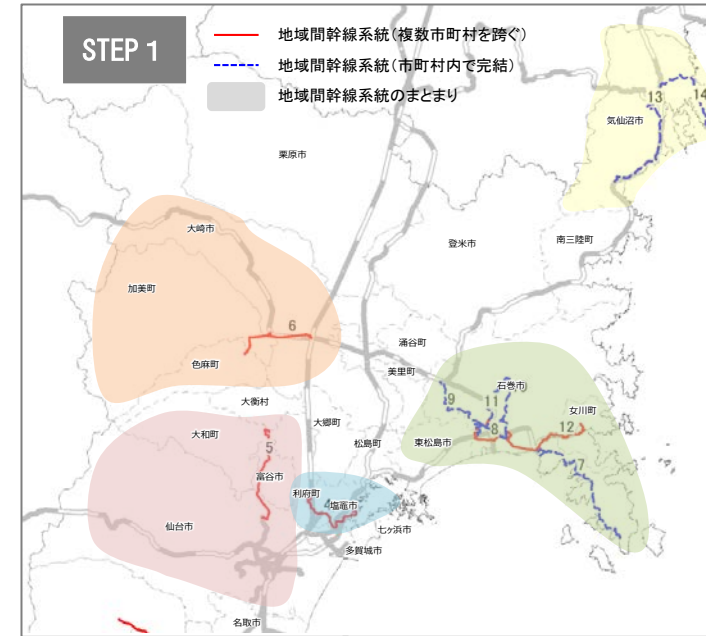 STEP 1
地域間幹線系統（複数市町村を跨ぐ）
地域間幹線系統（市町村内で完結）
地域間幹線系統のまとまり
13
14
気仙沼市
栗原市
大崎市
登米市
南三陸町
加美町
6
涌谷町
色麻町
美里町
大衡村
9
11
石巻市
女川町
大和町
大郷町
8
12
5
松島町
東松島市
富谷市
7
利府町
4
塩竈市
仙台市
七ヶ浜市
多賀城市
名取市